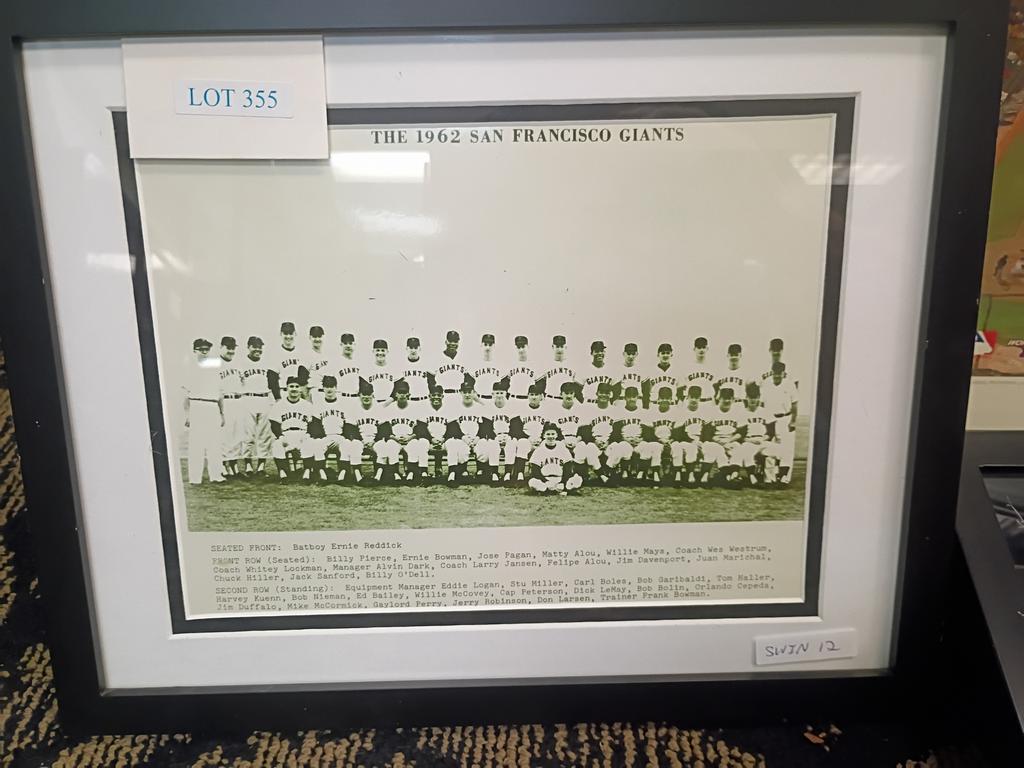 LOT 355
THE 1962 SAN FRANCISCO GIANTS
SEATED FRONT: Batboy Ernie Reddick
FRONT ROW (Seated): Billy Pierce, Ernie Bowman, Jose Pagan, Matty Alou, Willie Mays, Coach Wes Westrum,
Coach Whitey Lockman, Manager Alvin Dark, Coach Larry Jansen, Felipe Alou, Jim Davenport, Juan Marichal,
Chuck Hiller, Jack Sanford, Billy O'Dell.
SECOND ROW (Standing): Equipment Manager Eddie Logan, Stu Miller, Carl Boles, Bob Garibaldi, Tom Haller,
Harvey Kuenn, Bob Nieman, Ed Bailey, Willie McCovey, Cap Peterson, Dick LeMay, Bob Bolin, Orlando Cepeda,
Jim Duffalo, Mike McCormick, Gaylord Perry, Jerry Robinson, Don Larsen, Trainer Frank Bowman.
SWIN 12